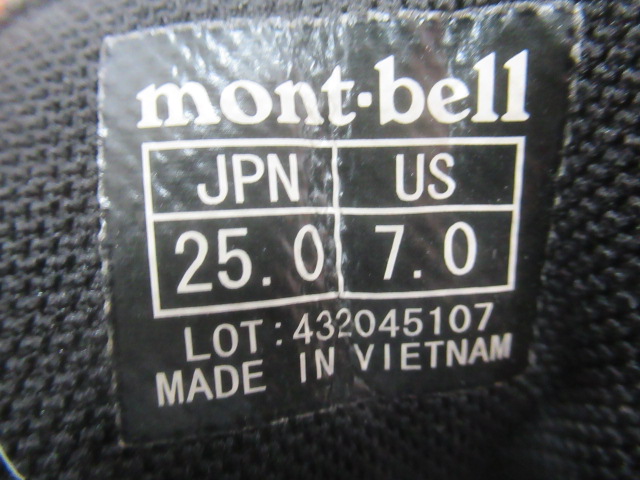 mont·bell
JPN US
25.0 7.0
LOT:432045107
MADE IN VIETNAM